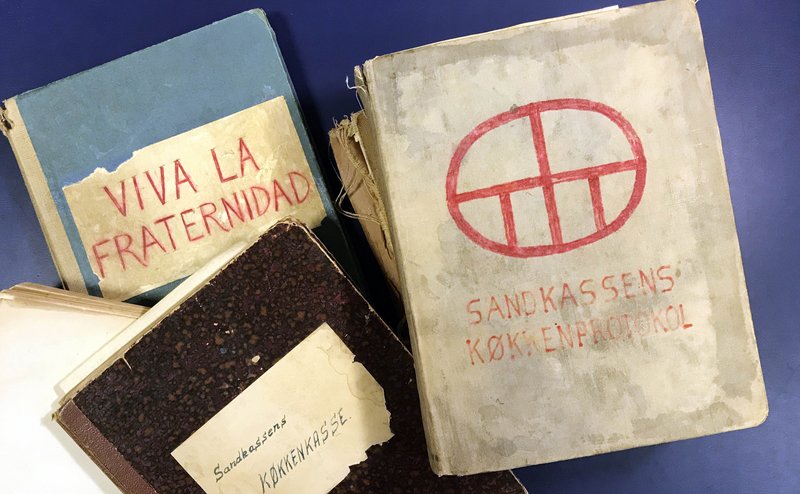 VIVA LA
FRATERNIDAD
SANDKASSENS
KØKKENPROTOKOL
Sandkassens
KØKKENKASSE.